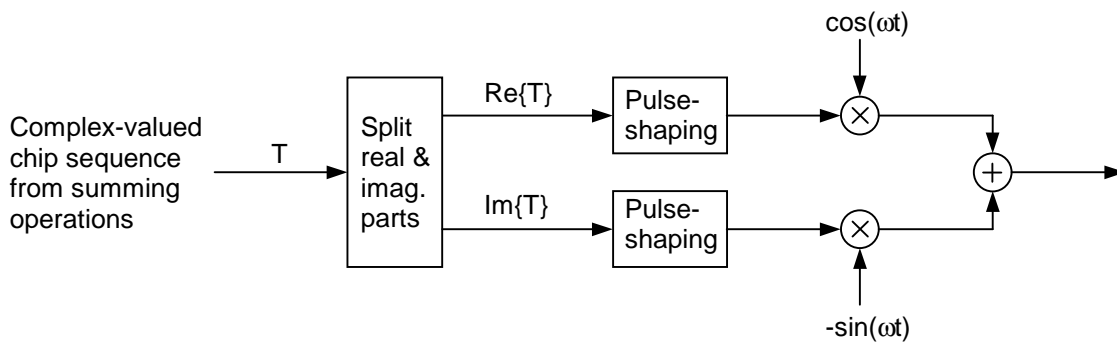 cos(ωt)
Complex-valued
chip sequence
from summing
operations
T
Split
real &
imag.
parts
Re{T}
Pulse-
shaping
Im{T}
Pulse-
shaping
-sin(ωt)